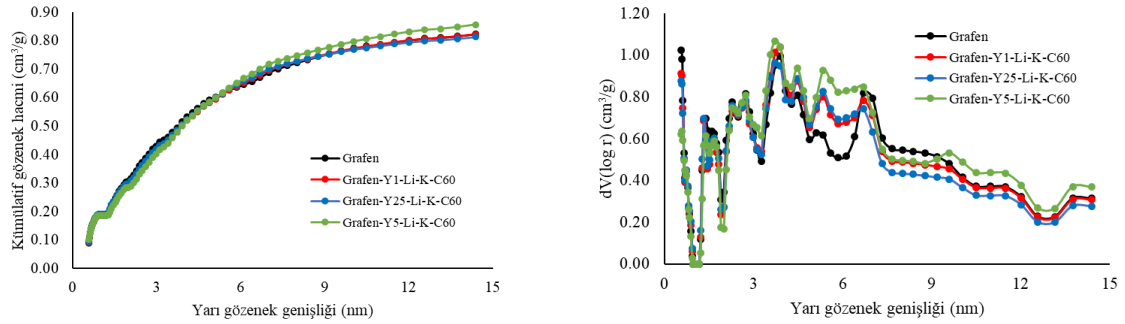 Kümülatif gözenek hacmi (cm³/g)
0.90
0.80
0.70
0.60
0.50
0.40
0.30
0.20
0.10
0.00
Grafen
Grafen-Y1-Li-K-C60
Grafen-Y25-Li-K-C60
Grafen-Y5-Li-K-C60
0 3 6 9 12 15
Yarı gözenek genişliği (nm)
dV(log r) (cm³/g)
1.20
1.00
0.80
0.60
0.40
0.20
0.00
Grafen
Grafen-Y1-Li-K-C60
Grafen-Y25-Li-K-C60
Grafen-Y5-Li-K-C60
0 3 6 9 12 15
Yarı gözenek genişliği (nm)